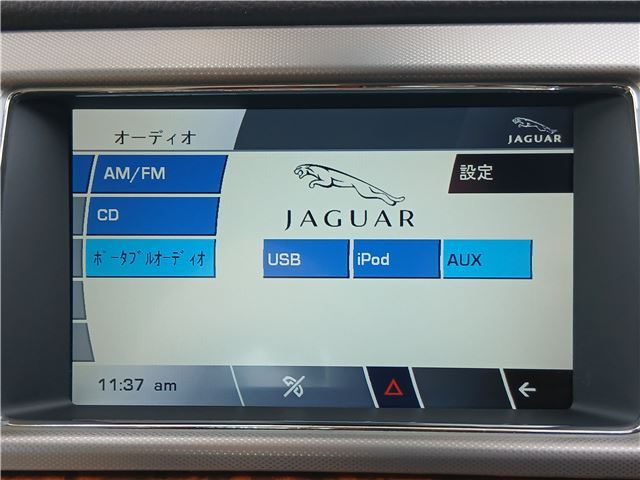 オーディオ
JAGUAR
AM/FM
設定
CD
JAGUAR
ﾎﾟｰﾀﾌﾞﾙｵｰﾃﾞｨｵ
USB
iPod
AUX
11:37 am